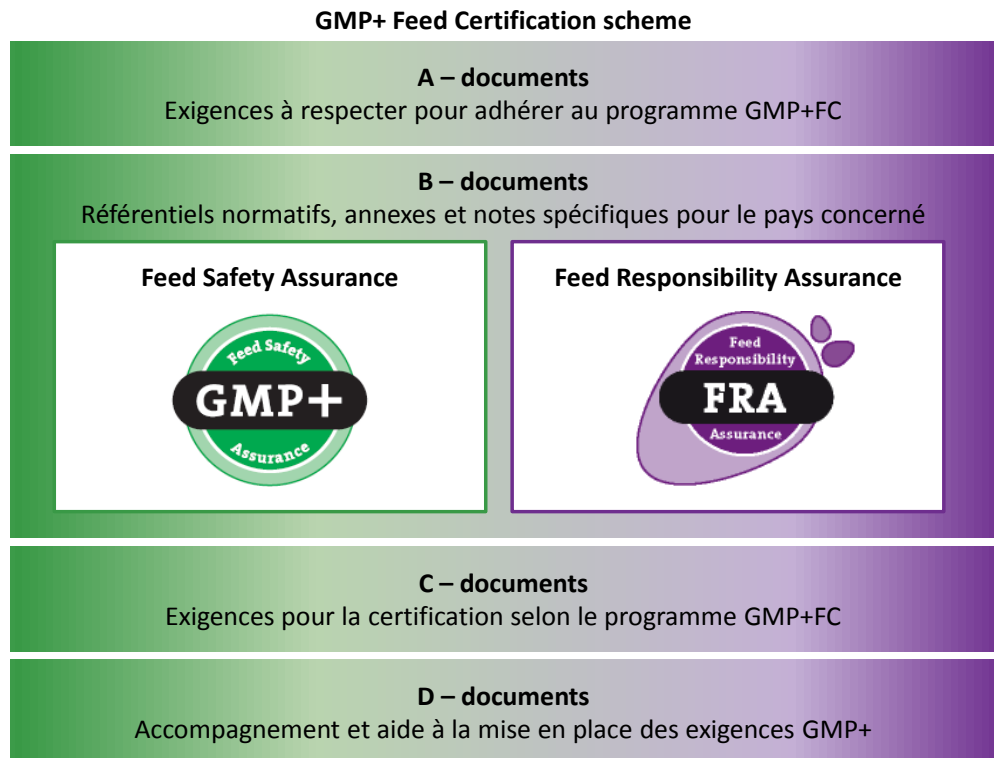 GMP+ Feed Certification scheme
A – documents
Exigences à respecter pour adhérer au programme GMP+FC
B – documents
Référentiels normatifs, annexes et notes spécifiques pour le pays concerné
Feed Safety Assurance
Feed Safety
GMP+
Assurance
Feed Responsibility Assurance
Feed
Responsibility
FRA
Assurance
C – documents
Exigences pour la certification selon le programme GMP+FC
D – documents
Accompagnement et aide à la mise en place des exigences GMP+